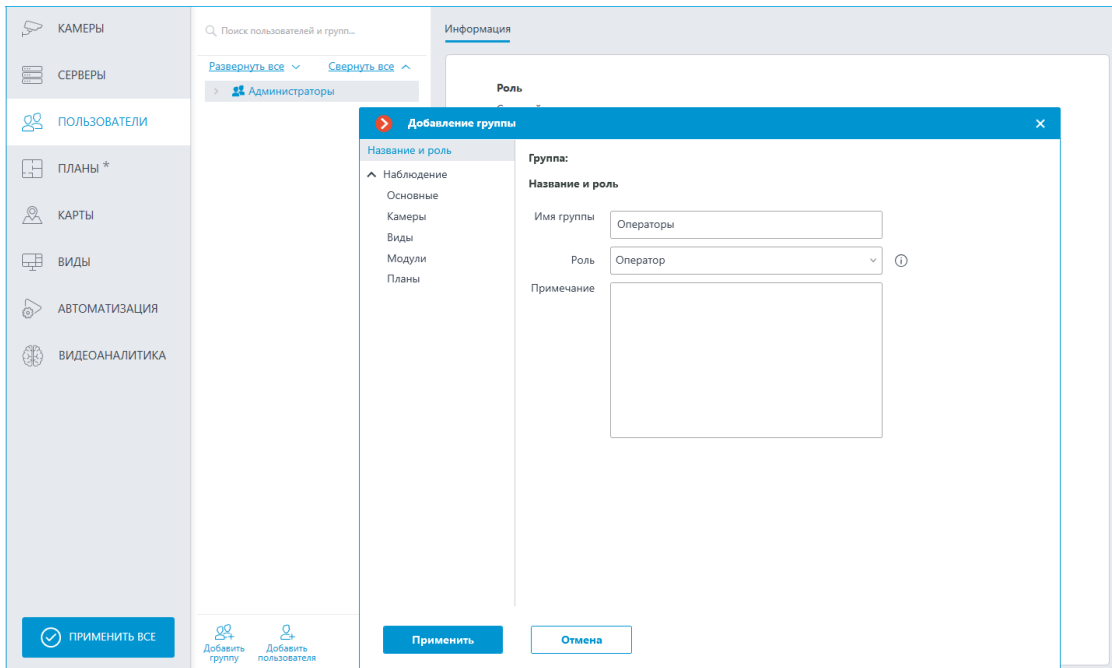 КАМЕРЫ
СЕРВЕРЫ
ПОЛЬЗОВАТЕЛИ
ПЛАНЫ *
КАРТЫ
ВИДЫ
АВТОМАТИЗАЦИЯ
ВИДЕОАНАЛИТИКА
ПРИМЕНИТЬ ВСЕ
Поиск пользователей и групп...
Развернуть все Свернуть все
Администраторы
Добавить группу
Добавить пользователя
Информация
Роль
Добавление группы
Название и роль
Наблюдение
Основные
Камеры
Виды
Модули
Планы
Группа:
Название и роль
Имя группы Операторы
Роль Оператор
Примечание
Применить Отмена